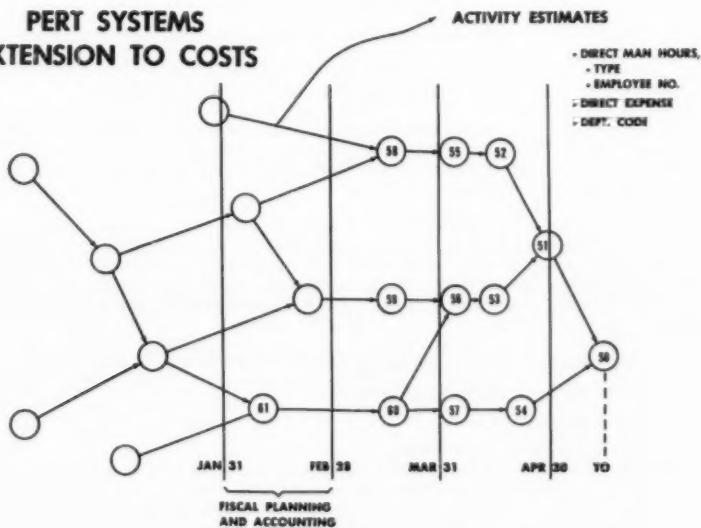 PERT SYSTEMS
XTENSION TO COSTS
ACTIVITY ESTIMATES
DIRECT MAN HOURS,
TYPE
EMPLOYEE NO.
DIRECT EXPENSE
DEPT. CODE
58
55
52
51
59
56
53
50
61
60
57
54
JAN 31
FEB 28
MAR 31
APR 30
TO
FISCAL PLANNING
AND ACCOUNTING